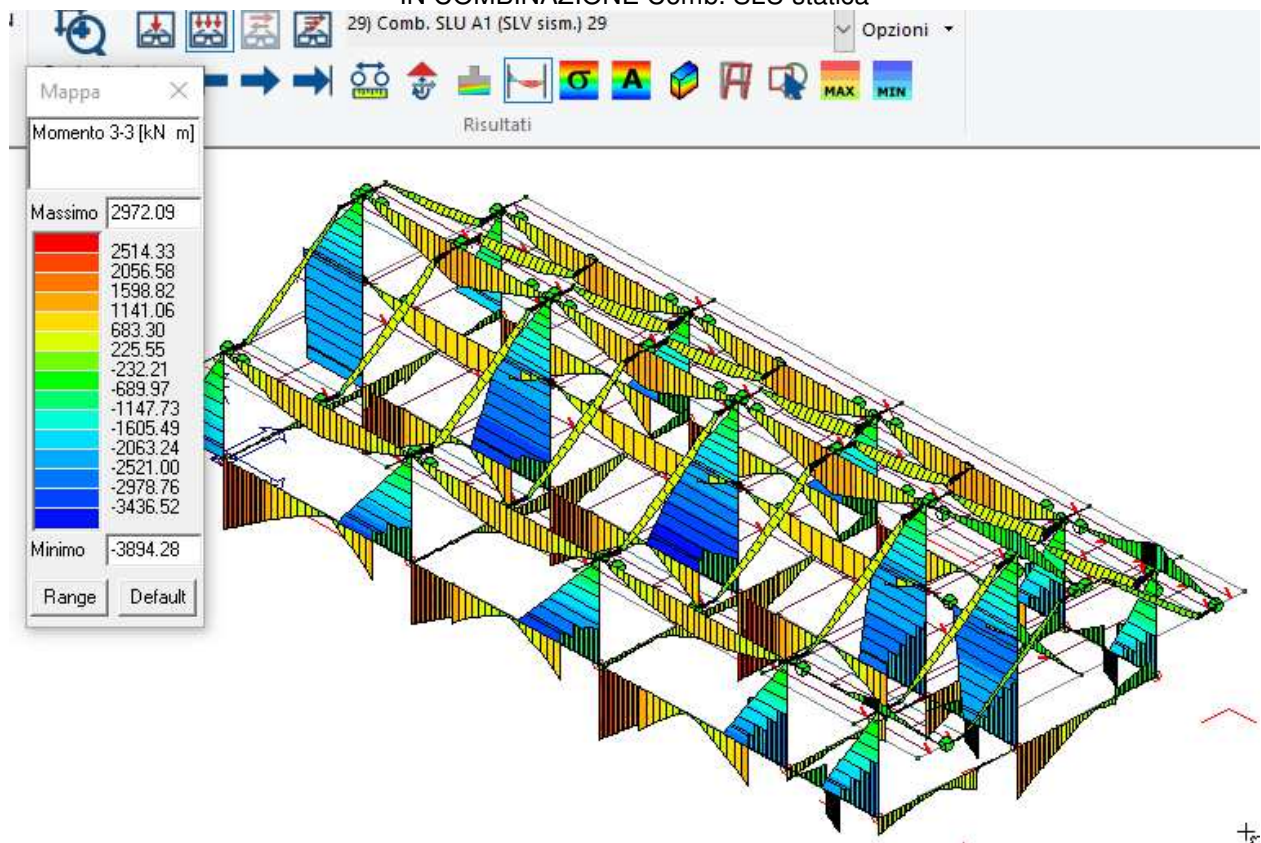 IN COMBINAZIONE Comb. SLU statica
29) Comb. SLU A1 (SLV sism.) 29
Opzioni
σ A MAX MIN
Risultati
Mappa
Momento 3-3 [kN m]
Massimo 2972.09
2514.33
2056.58
1598.82
1141.06
683.30
225.55
-232.21
-689.97
-1147.73
-1605.49
-2063.24
-2521.00
-2978.76
-3436.52
Minimo -3894.28
Range Default